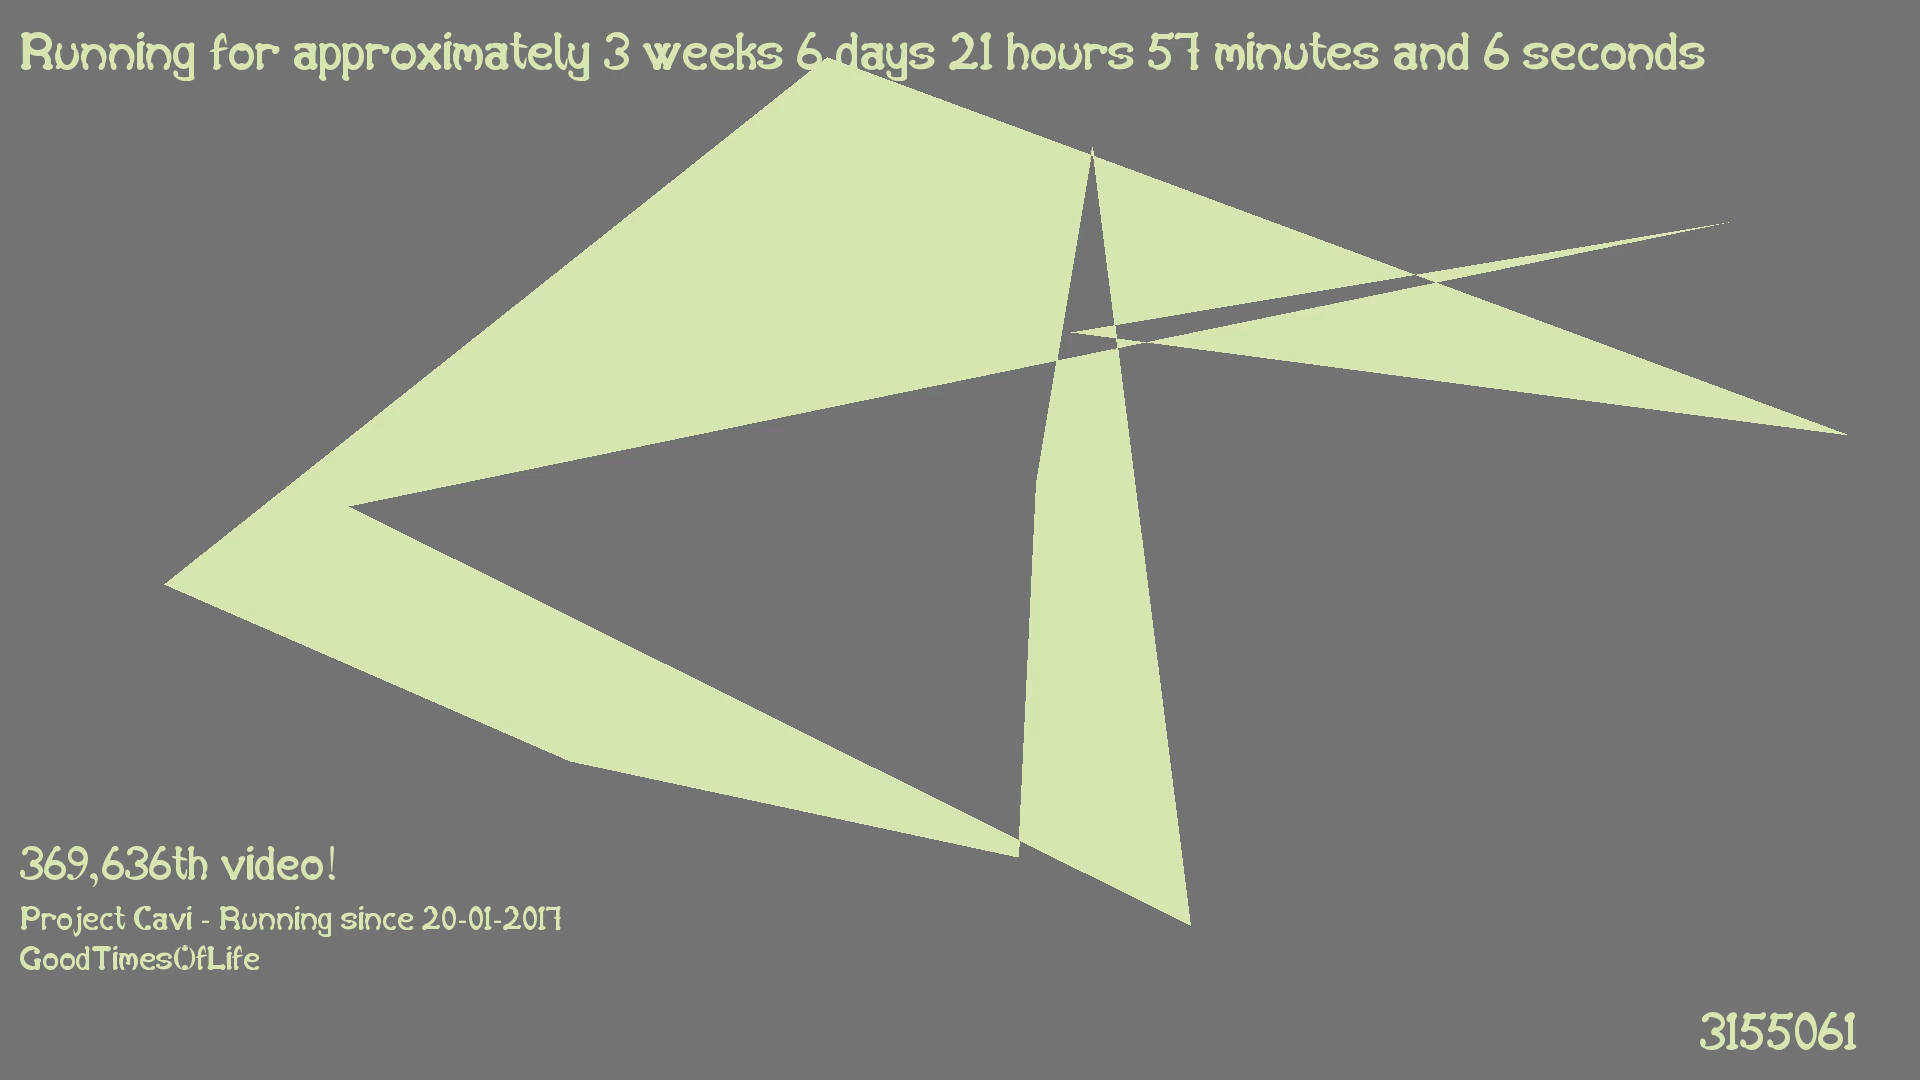 Running for approximately 3 weeks 6 days 21 hours 57 minutes and 6 seconds
369,636th video!
Project Cavi - Running since 20-01-2017
GoodTimesOfLife
3155061